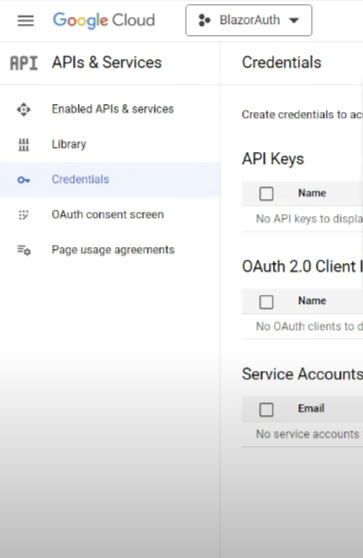 Google Cloud
BlazorAuth
API APIs & Services
Credentials
Enabled APIs & services
Library
Credentials
OAuth consent screen
Page usage agreements
Create credentials to ac
API Keys
Name
No API keys to displa
OAuth 2.0 Client I
Name
No OAuth clients to d
Service Accounts
Email
No service accounts